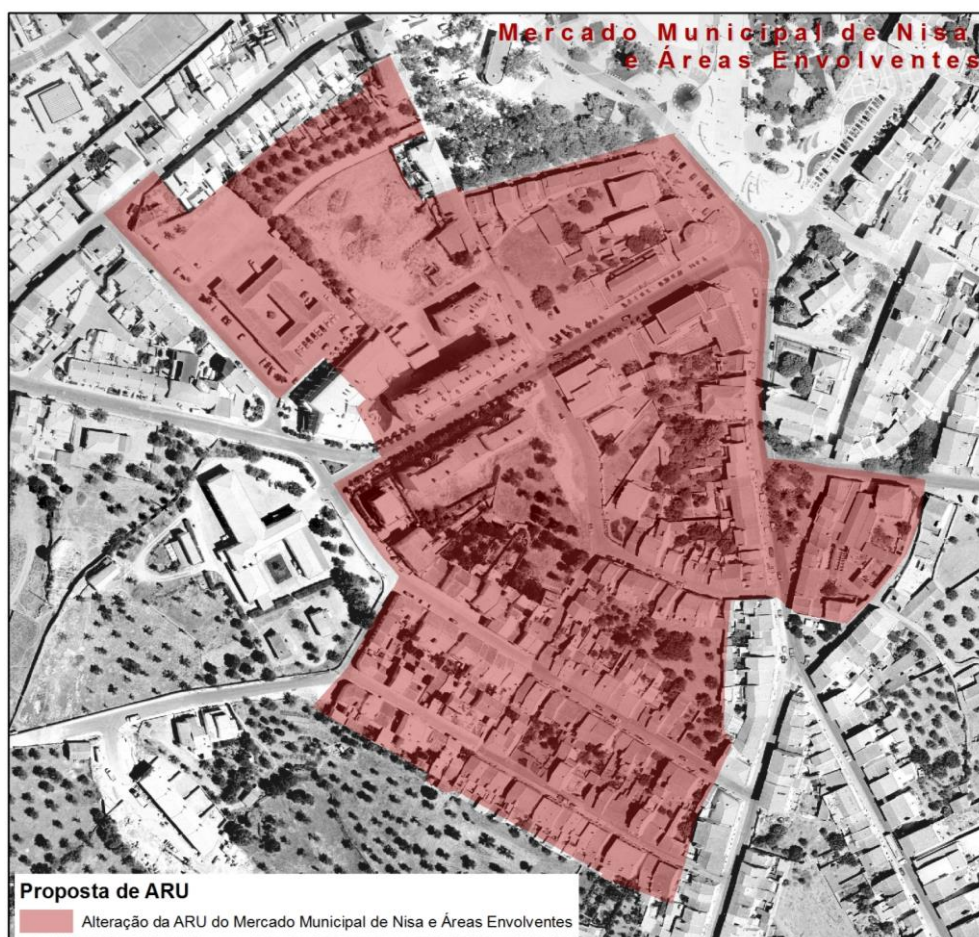 Mercado Municipal de Nisa
e Áreas Envolventes
Proposta de ARU
Alteração da ARU do Mercado Municipal de Nisa e Áreas Envolventes